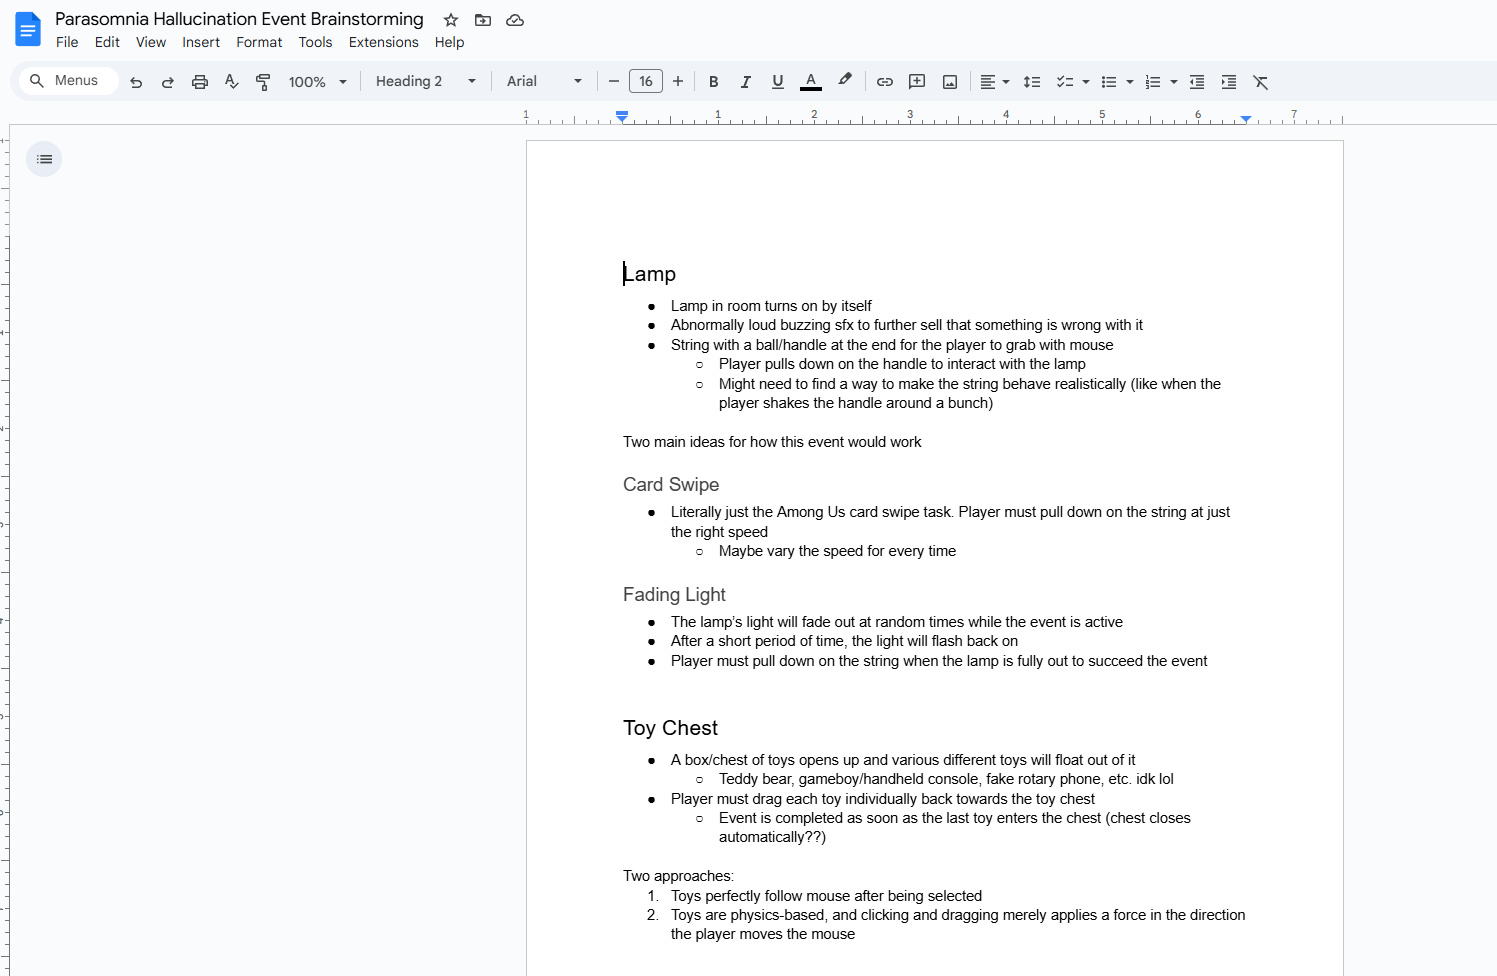 Parasomnia Hallucination Event Brainstorming
File Edit View Insert Format Tools Extensions Help
Menus 100% Heading 2 Arial 16 B I U A
1 1 2 3 4 5 6 7
Lamp
● Lamp in room turns on by itself
● Abnormally loud buzzing sfx to further sell that something is wrong with it
● String with a ball/handle at the end for the player to grab with mouse
○ Player pulls down on the handle to interact with the lamp
○ Might need to find a way to make the string behave realistically (like when the
player shakes the handle around a bunch)
Two main ideas for how this event would work
Card Swipe
● Literally just the Among Us card swipe task. Player must pull down on the string at just
the right speed
○ Maybe vary the speed for every time
Fading Light
● The lamp’s light will fade out at random times while the event is active
● After a short period of time, the light will flash back on
● Player must pull down on the string when the lamp is fully out to succeed the event
Toy Chest
● A box/chest of toys opens up and various different toys will float out of it
○ Teddy bear, gameboy/handheld console, fake rotary phone, etc. idk lol
● Player must drag each toy individually back towards the toy chest
○ Event is completed as soon as the last toy enters the chest (chest closes
automatically??)
Two approaches:
1. Toys perfectly follow mouse after being selected
2. Toys are physics-based, and clicking and dragging merely applies a force in the direction
the player moves the mouse